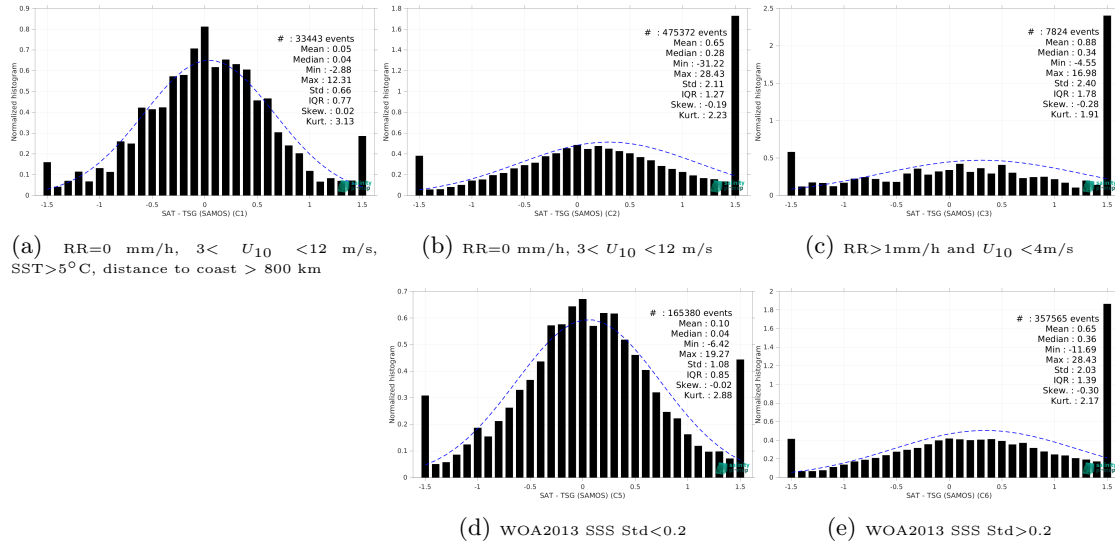 0.9
0.8
0.7
0.6
0.5
0.4
0.3
0.2
0.1
0
Normalized histogram
# : 33443 events
Mean : 0.05
Median : 0.04
Min : -2.88
Max : 12.31
Std : 0.66
IQR : 0.77
Skew. : 0.02
Kurt. : 3.13
-1.5 -1 -0.5 0 0.5 1 1.5
SAT - TSG (SAMOS) (C1)
(a) RR=0 mm/h, 3< U10 <12 m/s,
SST>5°C, distance to coast > 800 km
1.8
1.6
1.4
1.2
1
0.8
0.6
0.4
0.2
0
Normalized histogram
# : 475372 events
Mean : 0.65
Median : 0.28
Min : -31.22
Max : 28.43
Std : 2.11
IQR : 1.27
Skew. : -0.19
Kurt. : 2.23
-1.5 -1 -0.5 0 0.5 1 1.5
SAT - TSG (SAMOS) (C2)
(b) RR=0 mm/h, 3< U10 <12 m/s
2.5
2
1.5
1
0.5
0
Normalized histogram
# : 7824 events
Mean : 0.88
Median : 0.34
Min : -4.55
Max : 16.98
Std : 2.40
IQR : 1.78
Skew. : -0.28
Kurt. : 1.91
-1.5 -1 -0.5 0 0.5 1 1.5
SAT - TSG (SAMOS) (C3)
(c) RR>1mm/h and U10 <4m/s
0.7
0.6
0.5
0.4
0.3
0.2
0.1
0
Normalized histogram
# : 165380 events
Mean : 0.10
Median : 0.04
Min : -6.42
Max : 19.27
Std : 1.08
IQR : 0.85
Skew. : -0.02
Kurt. : 2.88
-1.5 -1 -0.5 0 0.5 1 1.5
SAT - TSG (SAMOS) (C5)
(d) WOA2013 SSS Std<0.2
2
1.8
1.6
1.4
1.2
1
0.8
0.6
0.4
0.2
0
Normalized histogram
# : 357565 events
Mean : 0.65
Median : 0.36
Min : -11.69
Max : 28.43
Std : 2.03
IQR : 1.39
Skew. : -0.30
Kurt. : 2.17
-1.5 -1 -0.5 0 0.5 1 1.5
SAT - TSG (SAMOS) (C6)
(e) WOA2013 SSS Std>0.2